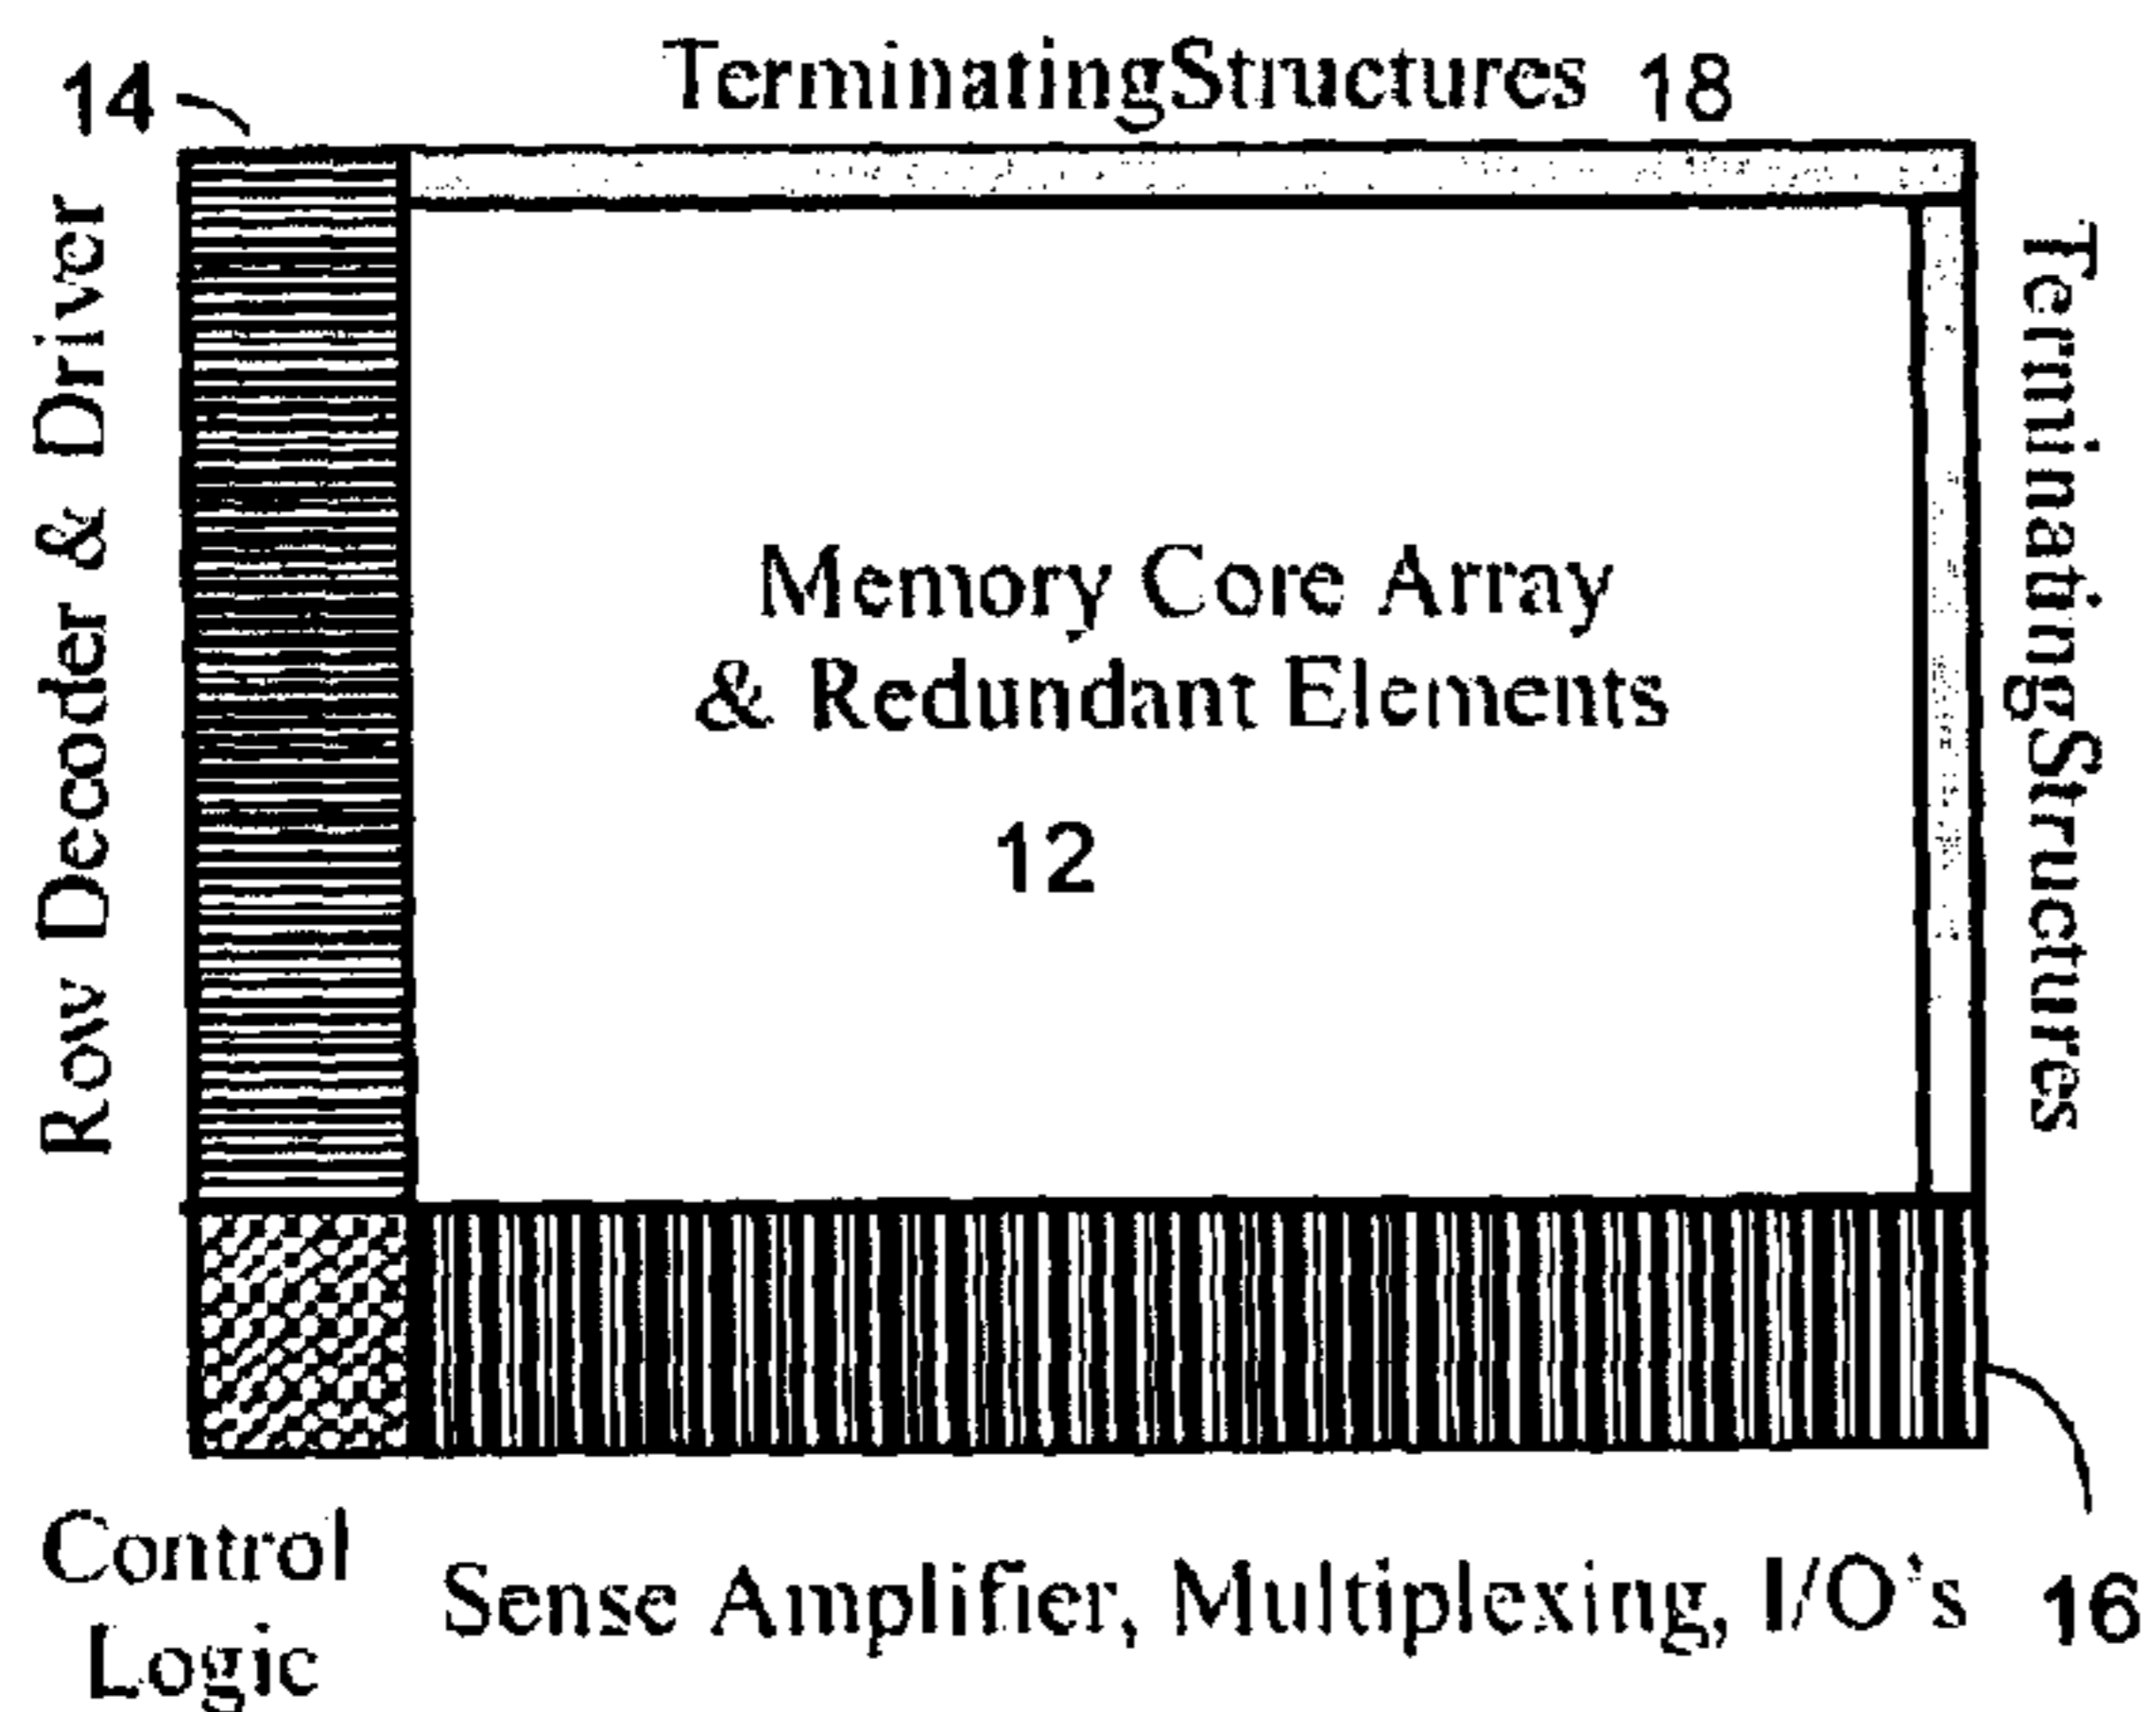 TerminatingStructures 18
14
Row Decoder & Driver
Memory Core Array
& Redundant Elements
12
TerminatingStructures
Control
Logic
Sense Amplifier, Multiplexing, I/O's 16